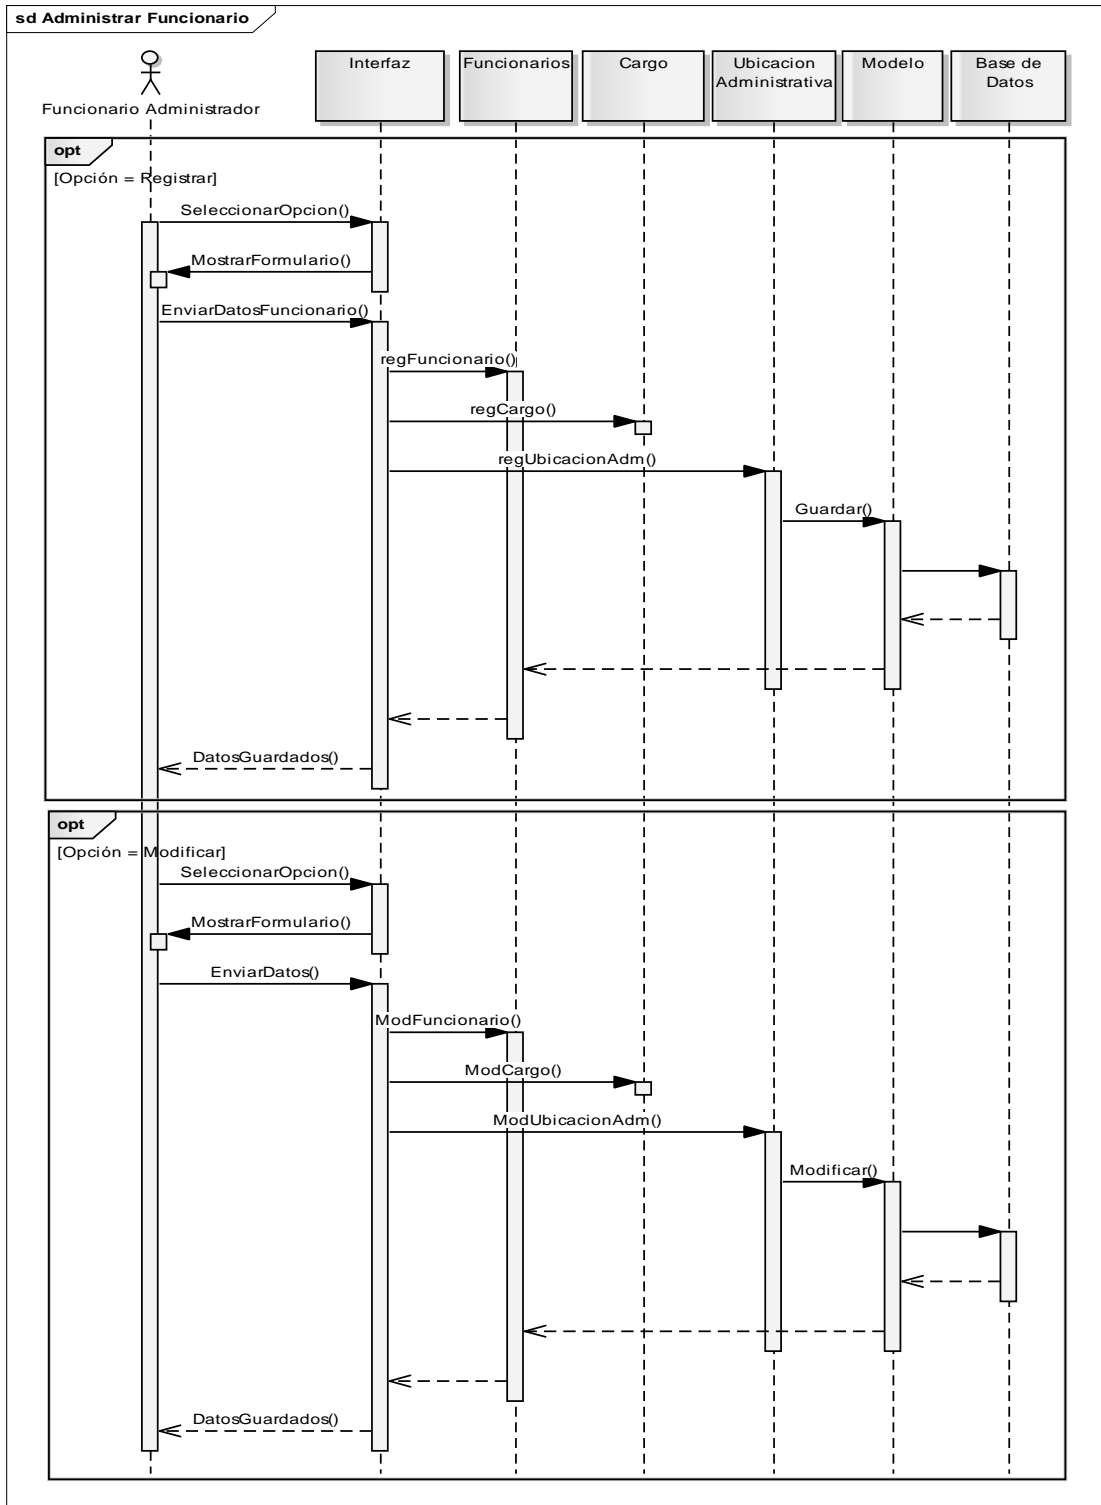 sd Administrar Funcionario
Funcionario Administrador
Interfaz
Funcionarios
Cargo
Ubicacion
Administrativa
Modelo
Base de
Datos
opt
[Opción = Registrar]
SeleccionarOpcion()
MostrarFormulario()
EnviarDatosFuncionario()
regFuncionario()
regCargo()
regUbicacionAdm()
Guardar()
DatosGuardados()
opt
[Opción = Modificar]
SeleccionarOpcion()
MostrarFormulario()
EnviarDatos()
ModFuncionario()
ModCargo()
ModUbicacionAdm()
Modificar()
DatosGuardados()